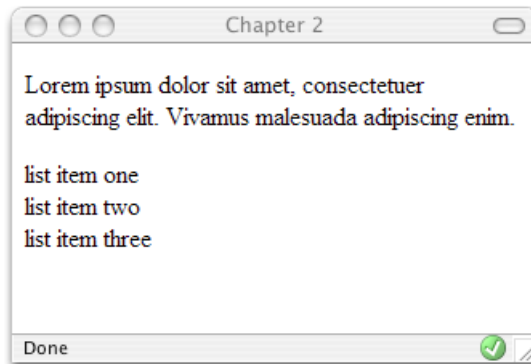 Chapter 2
Lorem ipsum dolor sit amet, consectetuer
adipiscing elit. Vivamus malesuada adipiscing enim.
list item one
list item two
list item three
Done